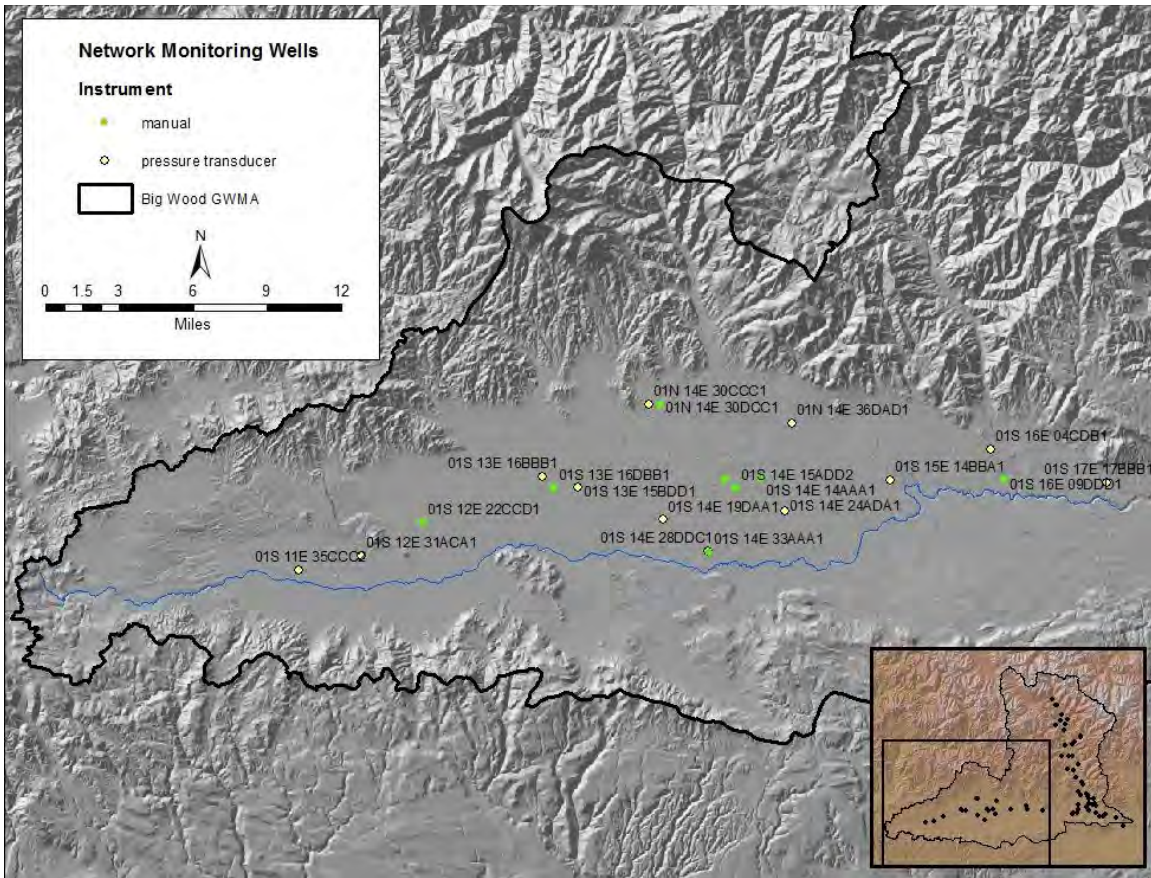 Network Monitoring Wells
Instrument
manual
pressure transducer
Big Wood GWMA
N
0 1.5 3 6 9 12
Miles
01N 14E 30CCC1
01N 14E 30DCC1
01N 14E 36DAD1
01S 16E 04CDB1
01S 13E 16BBB1
01S 13E 16DBB1
01S 14E 15ADD2
01S 15E 14BBA1
01S 17E 17BBB1
01S 13E 15BDD1
01S 14E 14AAA1
01S 16E 09DDD1
01S 12E 22CCD1
01S 14E 19DAA1
01S 14E 24ADA1
01S 12E 31ACA1
01S 14E 28DDC1
01S 14E 33AAA1
01S 11E 35CCC2